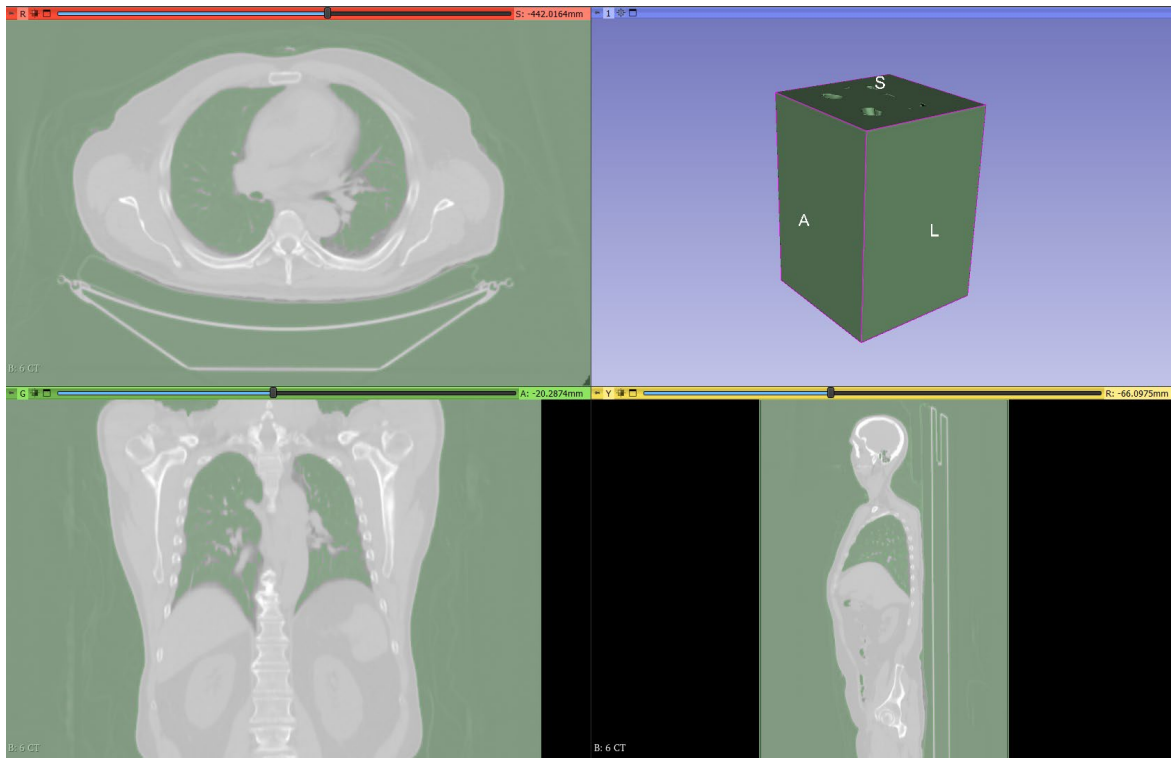 R S: -442.0164mm
1
S
A
L
B: 6 CT
G A: -20.2874mm
Y R: -66.0975mm
B: 6 CT
B: 6 CT